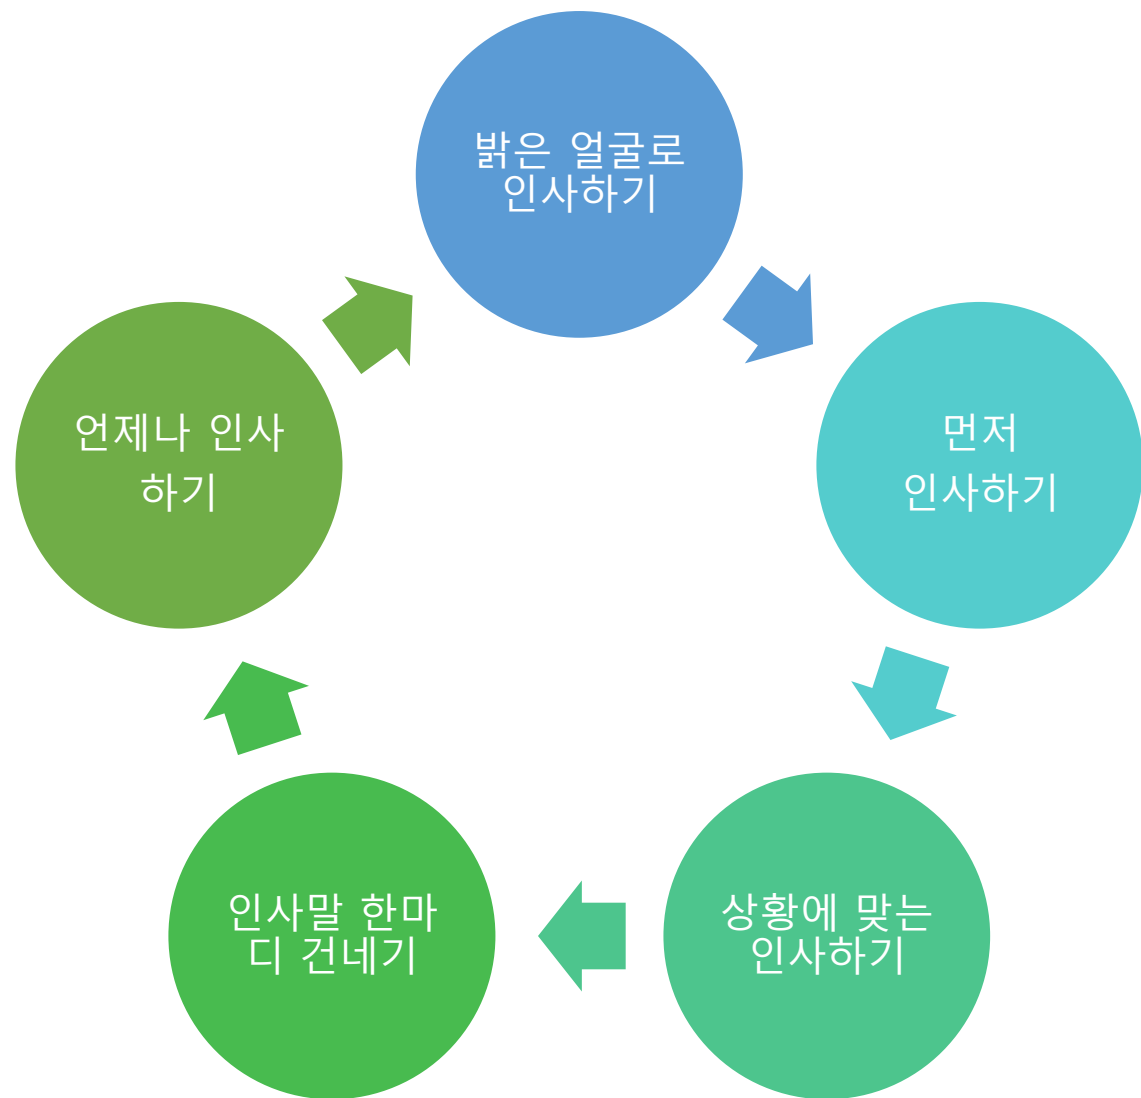 밝은 얼굴로
인사하기
먼저
인사하기
상황에 맞는
인사하기
인사말 한마
디 건네기
언제나 인사
하기